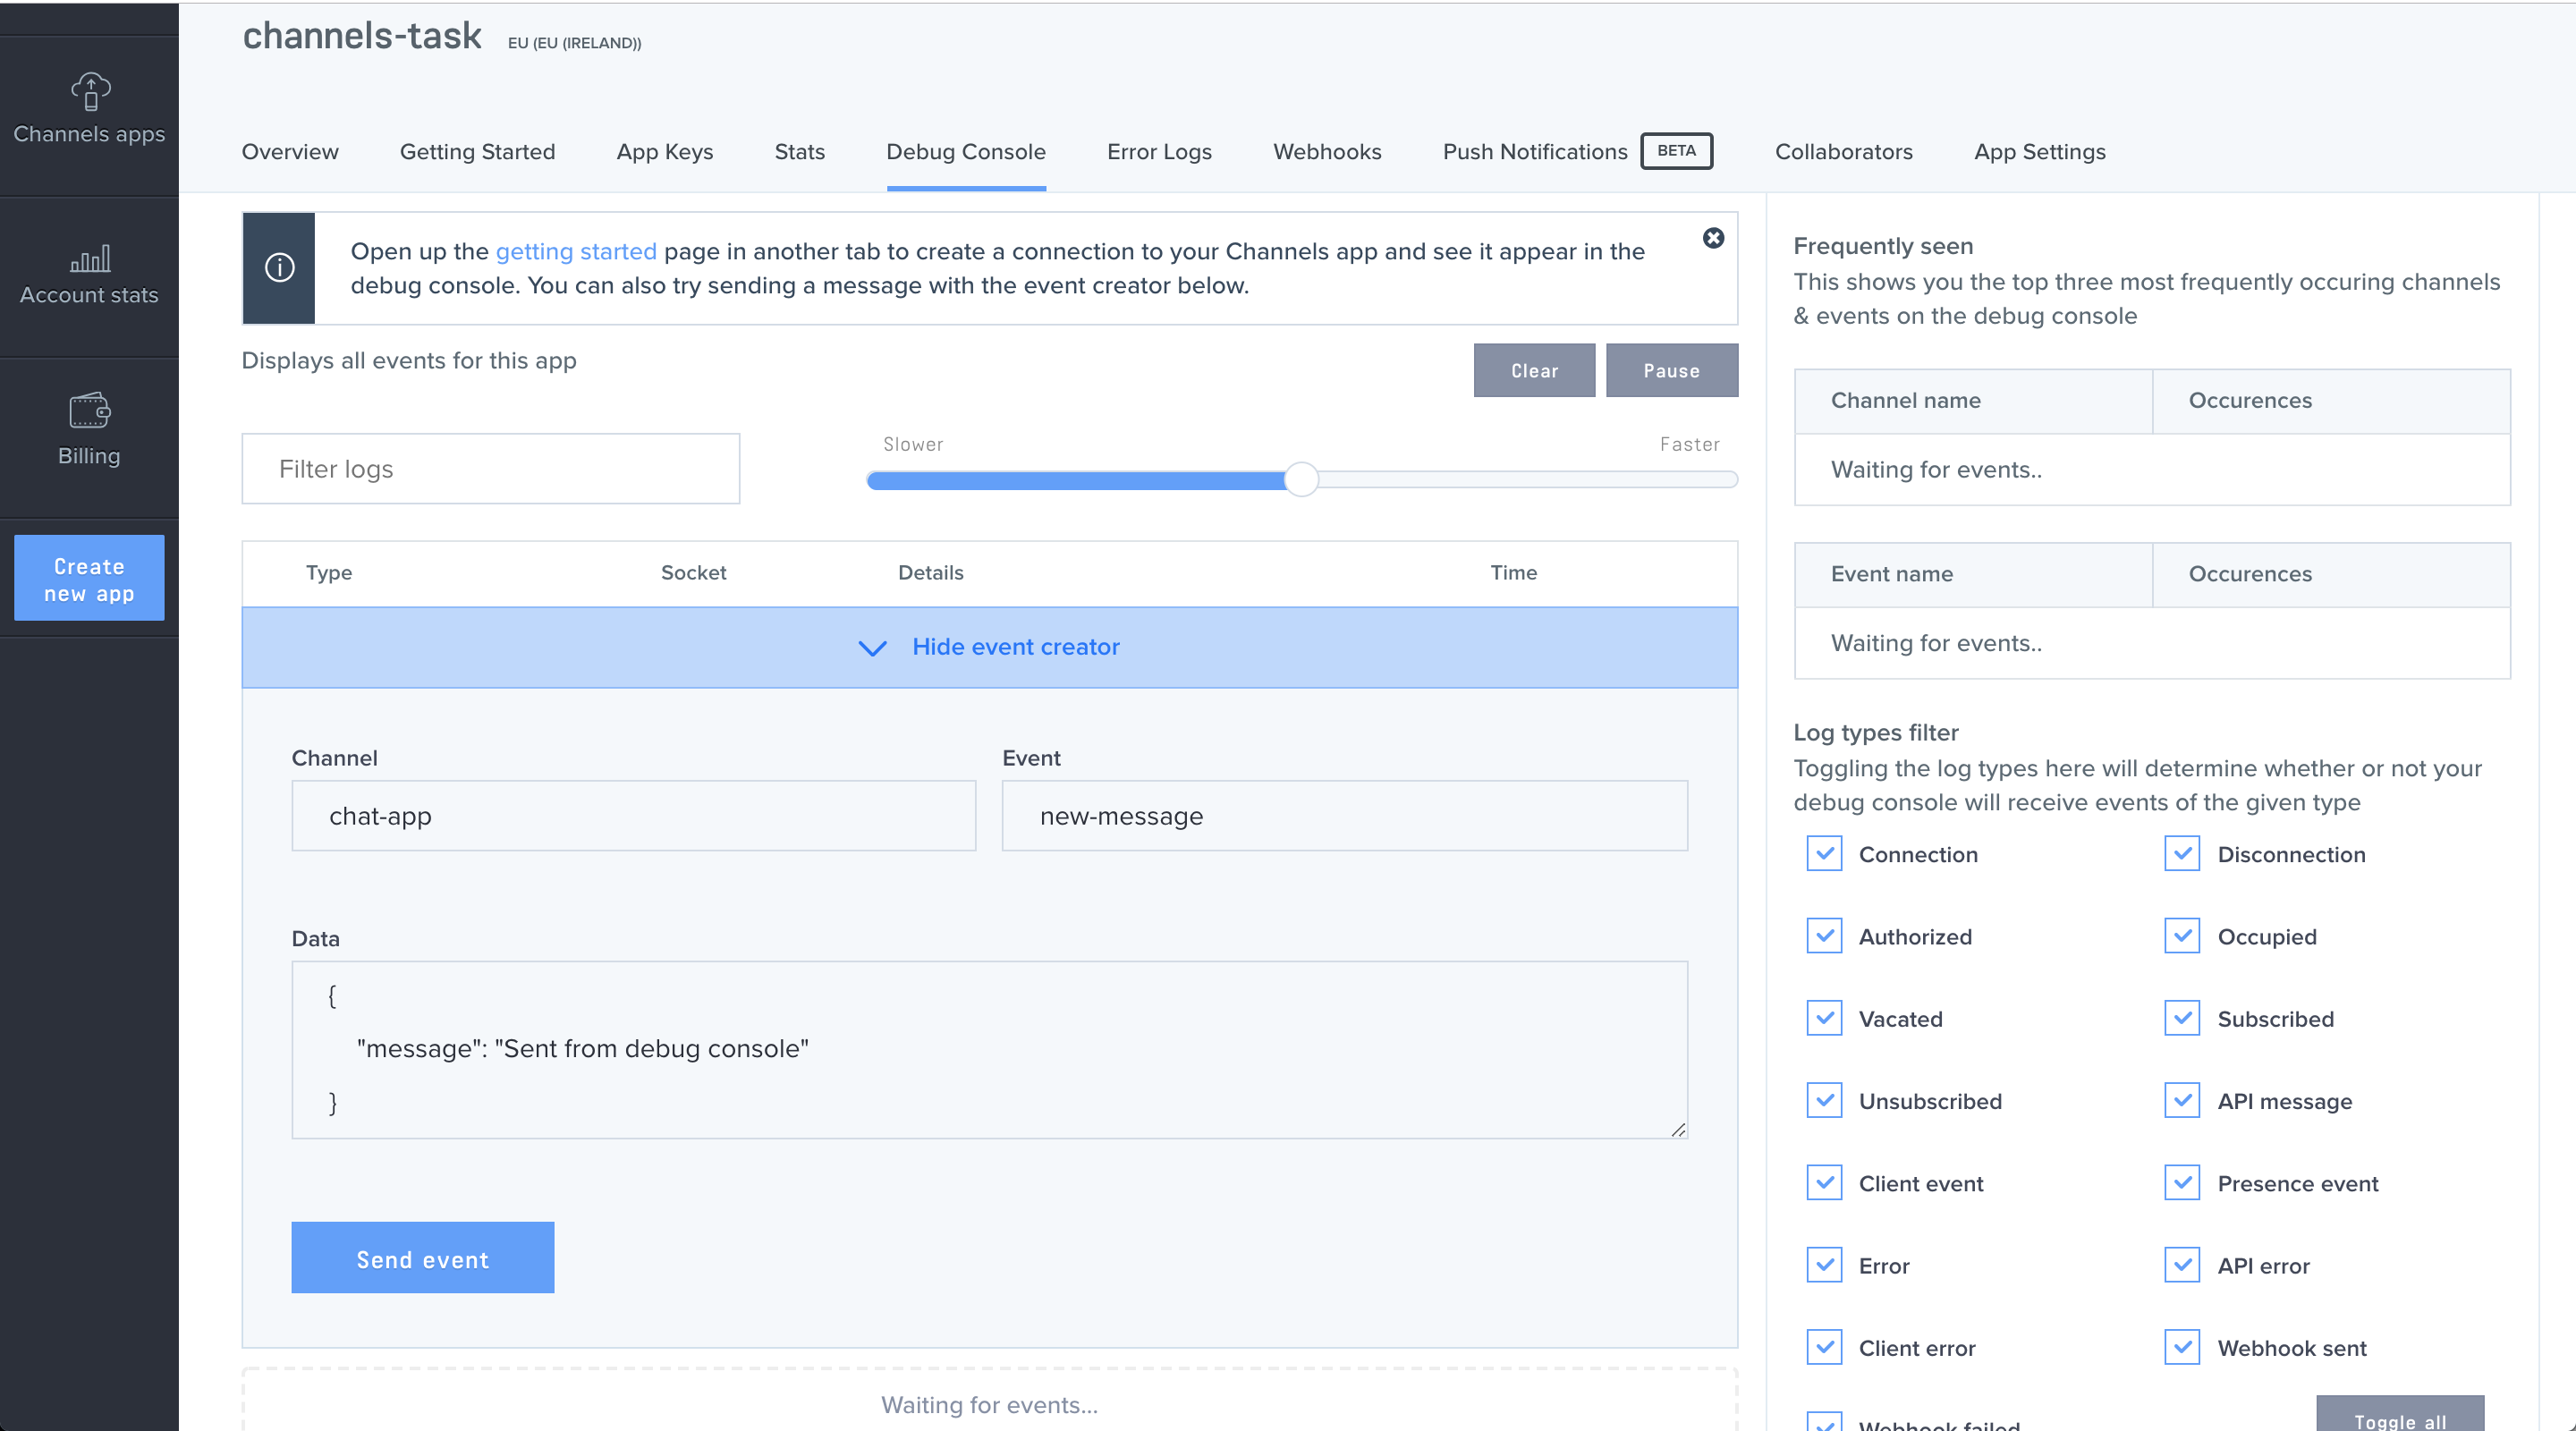 channels-task EU (EU (IRELAND))
Channels apps
Account stats
Billing
Create
new app
Overview Getting Started App Keys Stats Debug Console Error Logs Webhooks Push Notifications BETA Collaborators App Settings
Open up the getting started page in another tab to create a connection to your Channels app and see it appear in the
debug console. You can also try sending a message with the event creator below.
Displays all events for this app
Clear Pause
Filter logs
Slower Faster
Type Socket Details Time
Hide event creator
Channel Event
chat-app new-message
Data
{
"message": "Sent from debug console"
}
Send event
Waiting for events...
Frequently seen
This shows you the top three most frequently occuring channels
& events on the debug console
Channel name Occurences
Waiting for events..
Event name Occurences
Waiting for events..
Log types filter
Toggling the log types here will determine whether or not your
debug console will receive events of the given type
Connection Disconnection
Authorized Occupied
Vacated Subscribed
Unsubscribed API message
Client event Presence event
Error API error
Client error Webhook sent
Webhook failed Toggle all